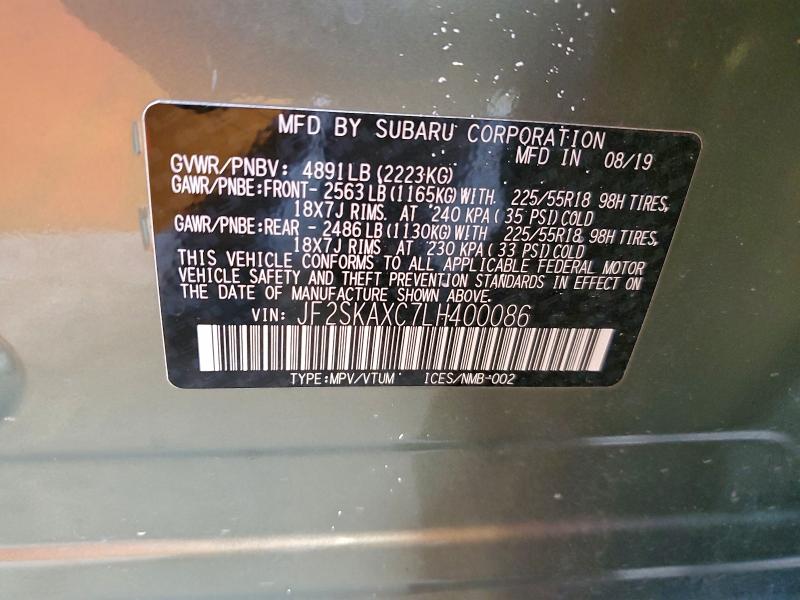 MFD BY SUBARU CORPORATION
MFD IN 08/19
GVWR/PNBV: 4891LB (2223KG)
GAWR/PNBE:FRONT- 2563LB (1165KG) WITH. 225/55R18 98H TIRES,
18X7J RIMS. AT 240 KPA (35 PSI) COLD
GAWR/PNBE:REAR - 2486LB (1130KG) WITH 225/55R18 98H TIRES,
18X7J RIMS AT 230 KPA (33 PSI) COLD
THIS VEHICLE CONFORMS TO ALL APPLICABLE FEDERAL MOTOR
VEHICLE SAFETY AND THEFT PREVENTION STANDARDS IN EFFECT ON
THE DATE OF MANUFACTURE SHOWN ABOVE.
VIN: JF2SKAXC7LH400086
TYPE:MPV/VTUM ICES/NMB-002